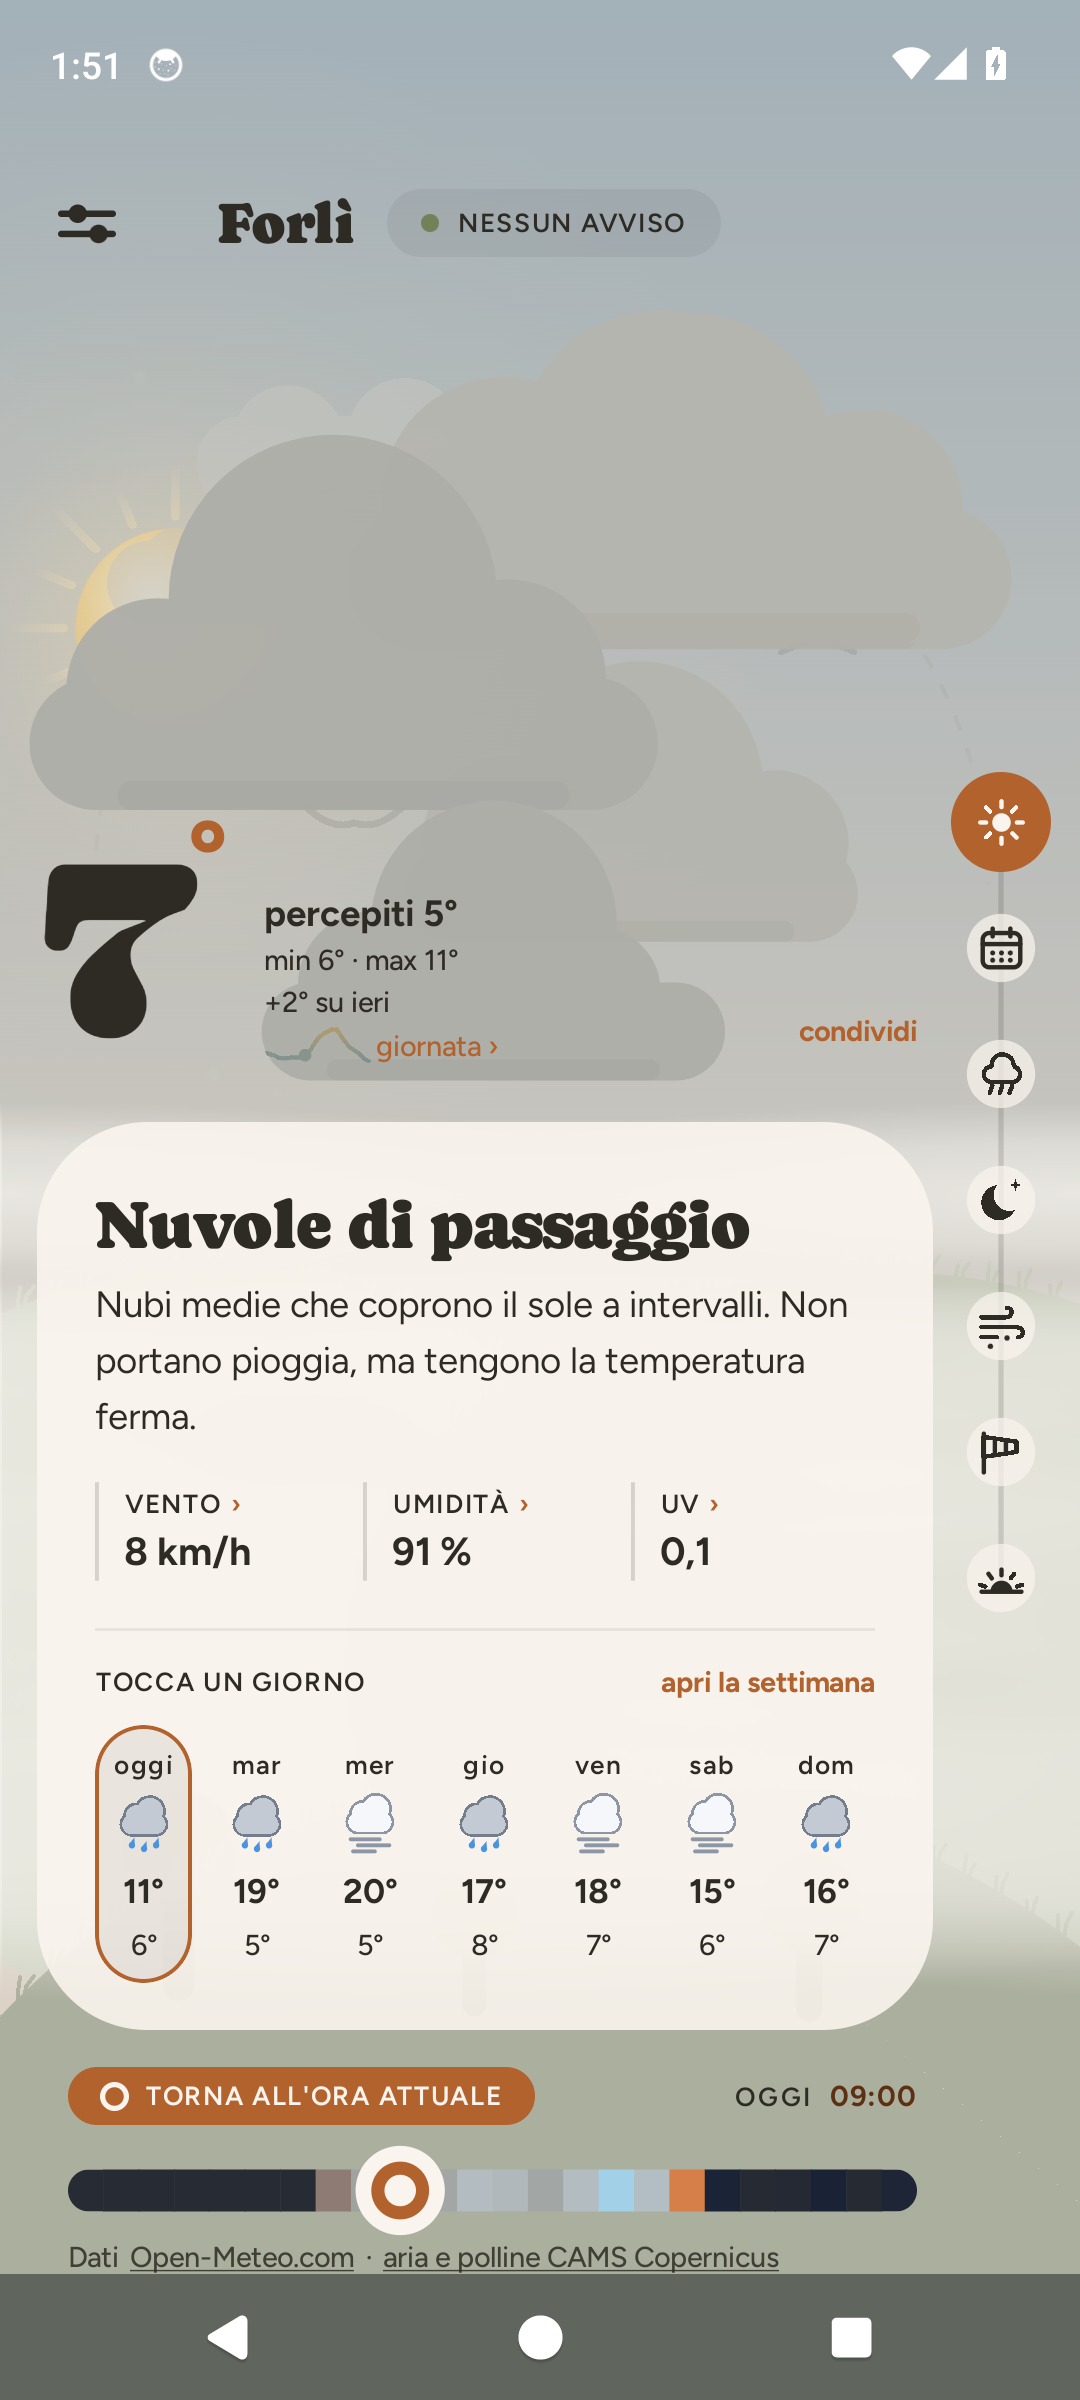 1:51
Forlì
NESSUN AVVISO
7°
percepiti 5°
min 6° · max 11°
+2° su ieri
giornata ›
condividi
Nuvole di passaggio
Nubi medie che coprono il sole a intervalli. Non
portano pioggia, ma tengono la temperatura
ferma.
VENTO › UMIDITÀ › UV ›
8 km/h 91 % 0,1
TOCCA UN GIORNO apri la settimana
oggi mar mer gio ven sab dom
11° 19° 20° 17° 18° 15° 16°
6° 5° 5° 8° 7° 6° 7°
TORNA ALL'ORA ATTUALE OGGI 09:00
Dati Open-Meteo.com · aria e polline CAMS Copernicus